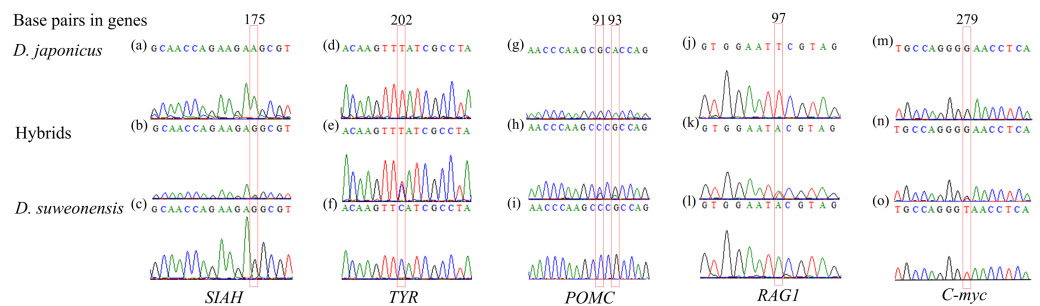 Base pairs in genes 175 202 91 93 97 279
D. japonicus (a) GCAACCAGAAGAAGCGT (d) ACAAGTTTATCGCCTA (g) AACCCAAGCGCACCAG (j) GTGGAATTCGTAG (m) TGCCAGGGGAACCTCA
Hybrids (b) GCAACCAGAAGAGGCGT (e) ACAAGTTTATCGCCTA (h) AACCCAAGCCCGCCAG (k) GTGGAATACGTAG (n) TGCCAGGGGAACCTCA
D. suweonensis (c) GCAACCAGAAGAGGCGT (f) ACAAGTTCATCGCCTA (i) AACCCAAGCCCGCCAG (l) GTGGAATACGTAG (o) TGCCAGGGTAACCTCA
SIAH TYR POMC RAG1 C-myc